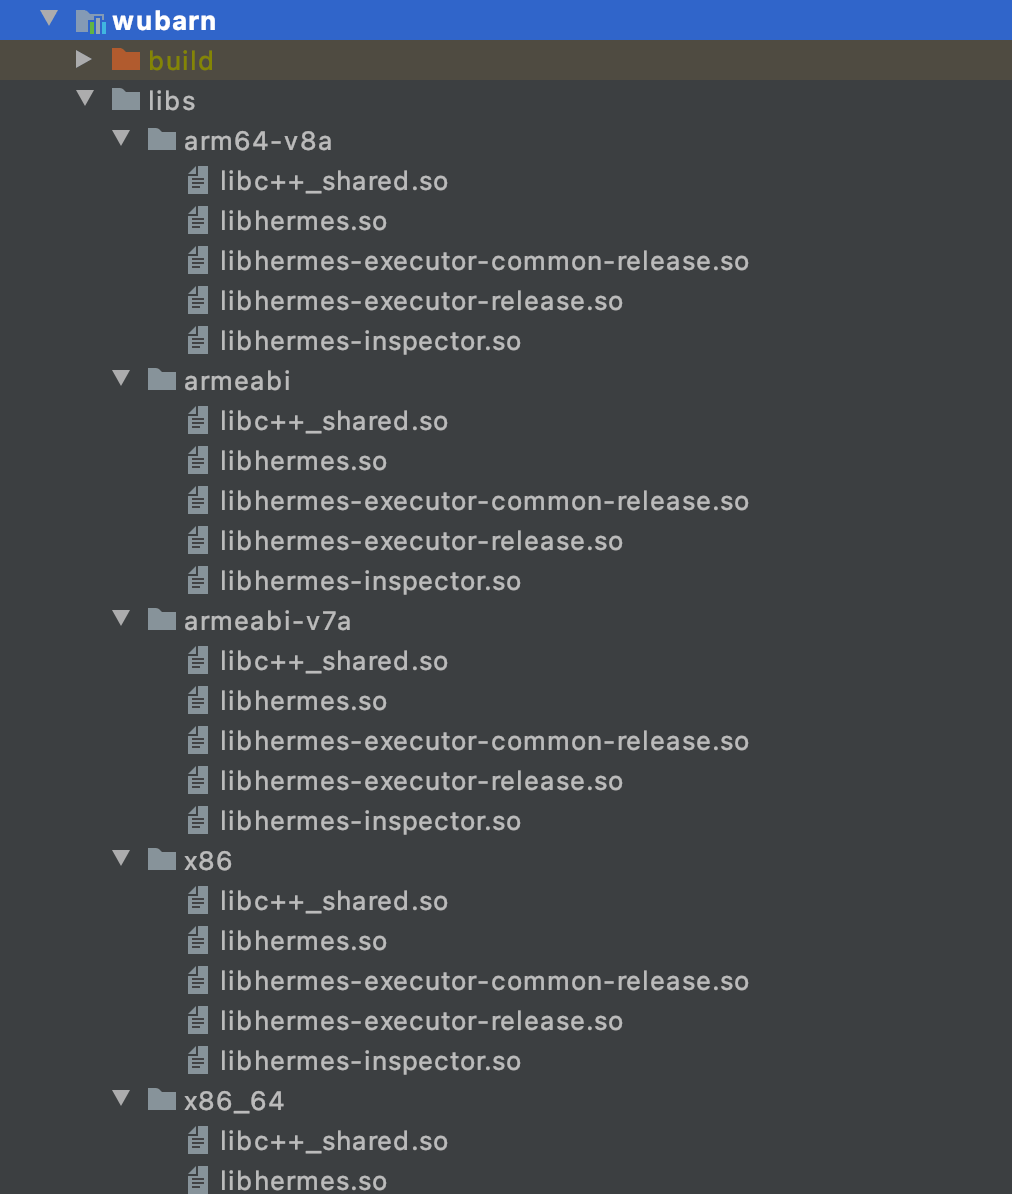 wubarn
build
libs
arm64-v8a
libc++_shared.so
libhermes.so
libhermes-executor-common-release.so
libhermes-executor-release.so
libhermes-inspector.so
armeabi
libc++_shared.so
libhermes.so
libhermes-executor-common-release.so
libhermes-executor-release.so
libhermes-inspector.so
armeabi-v7a
libc++_shared.so
libhermes.so
libhermes-executor-common-release.so
libhermes-executor-release.so
libhermes-inspector.so
x86
libc++_shared.so
libhermes.so
libhermes-executor-common-release.so
libhermes-executor-release.so
libhermes-inspector.so
x86_64
libc++_shared.so
libhermes.so